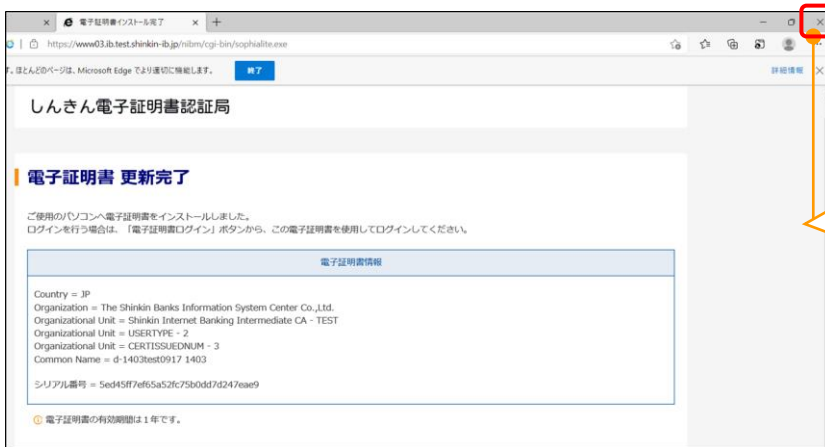 電子証明書インストール完了
https://www03.ib.test.shinkin-ib.jp/nibm/cgi-bin/sophialite.exe
す。ほとんどのページは、Microsoft Edge でより適切に機能します。 終了 詳細情報
しんきん電子証明書認証局
電子証明書 更新完了
ご使用のパソコンへ電子証明書をインストールしました。
ログインを行う場合は、「電子証明書ログイン」ボタンから、この電子証明書を使用してログインしてください。
電子証明書情報
Country = JP
Organization = The Shinkin Banks Information System Center Co.,Ltd.
Organizational Unit = Shinkin Internet Banking Intermediate CA - TEST
Organizational Unit = USERTYPE - 2
Organizational Unit = CERTISSUEDNUM - 3
Common Name = d-1403test0917 1403
シリアル番号 = 5ed45ff7ef65a52fc75b0dd7d247eae9
電子証明書の有効期間は1年です。